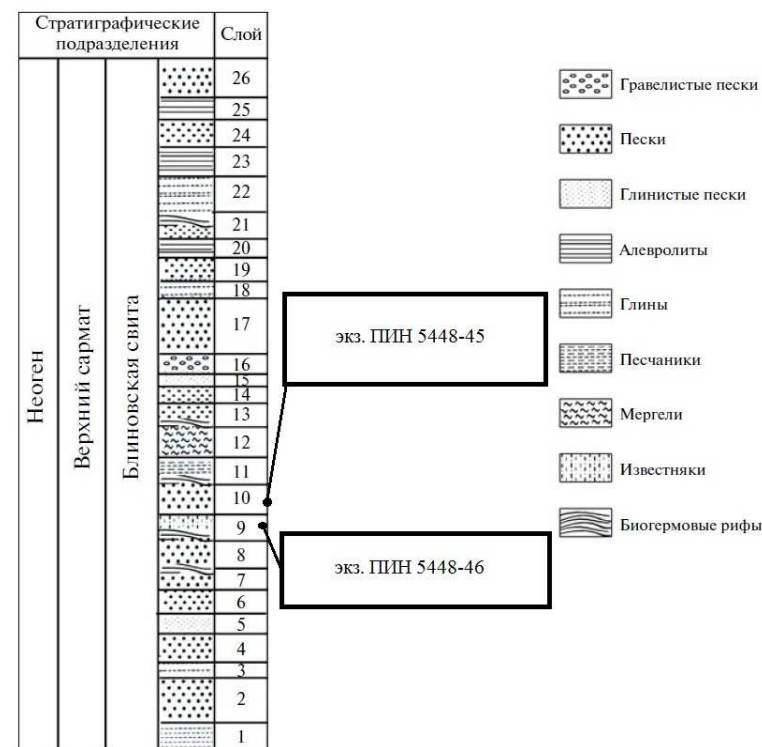 Стратиграфические
подразделения
Слой
Неоген
Верхний сармат
Блиновская свита
26
25
24
23
22
21
20
19
18
17
16
15
14
13
12
11
10
9
8
7
6
5
4
3
2
1
экз. ПИН 5448-45
экз. ПИН 5448-46
Гравелистые пески
Пески
Глинистые пески
Алевролиты
Глины
Песчаники
Мергели
Известняки
Биогермовые рифы